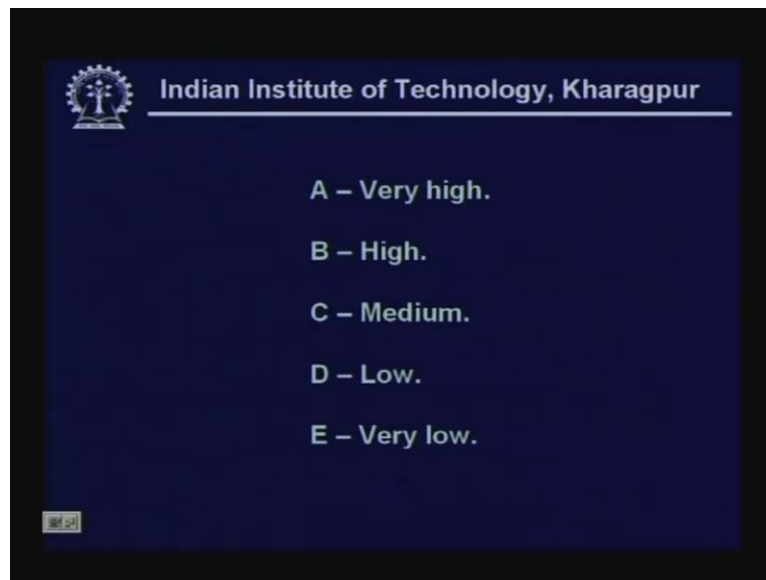 Indian Institute of Technology, Kharagpur
A – Very high.
B – High.
C – Medium.
D – Low.
E – Very low.